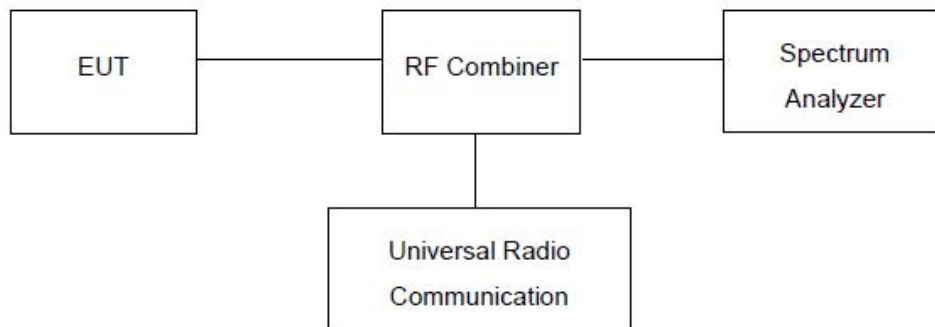 EUT
RF Combiner
Spectrum
Analyzer
Universal Radio
Communication